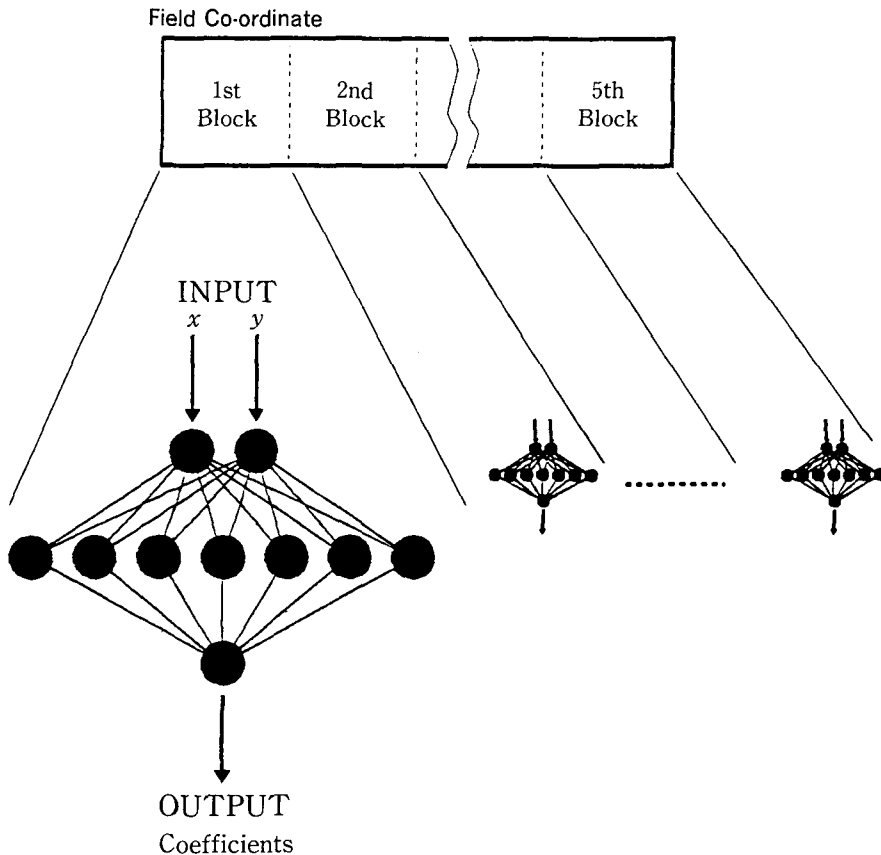 Field Co-ordinate
1st
Block
2nd
Block
5th
Block
INPUT
x y
OUTPUT
Coefficients